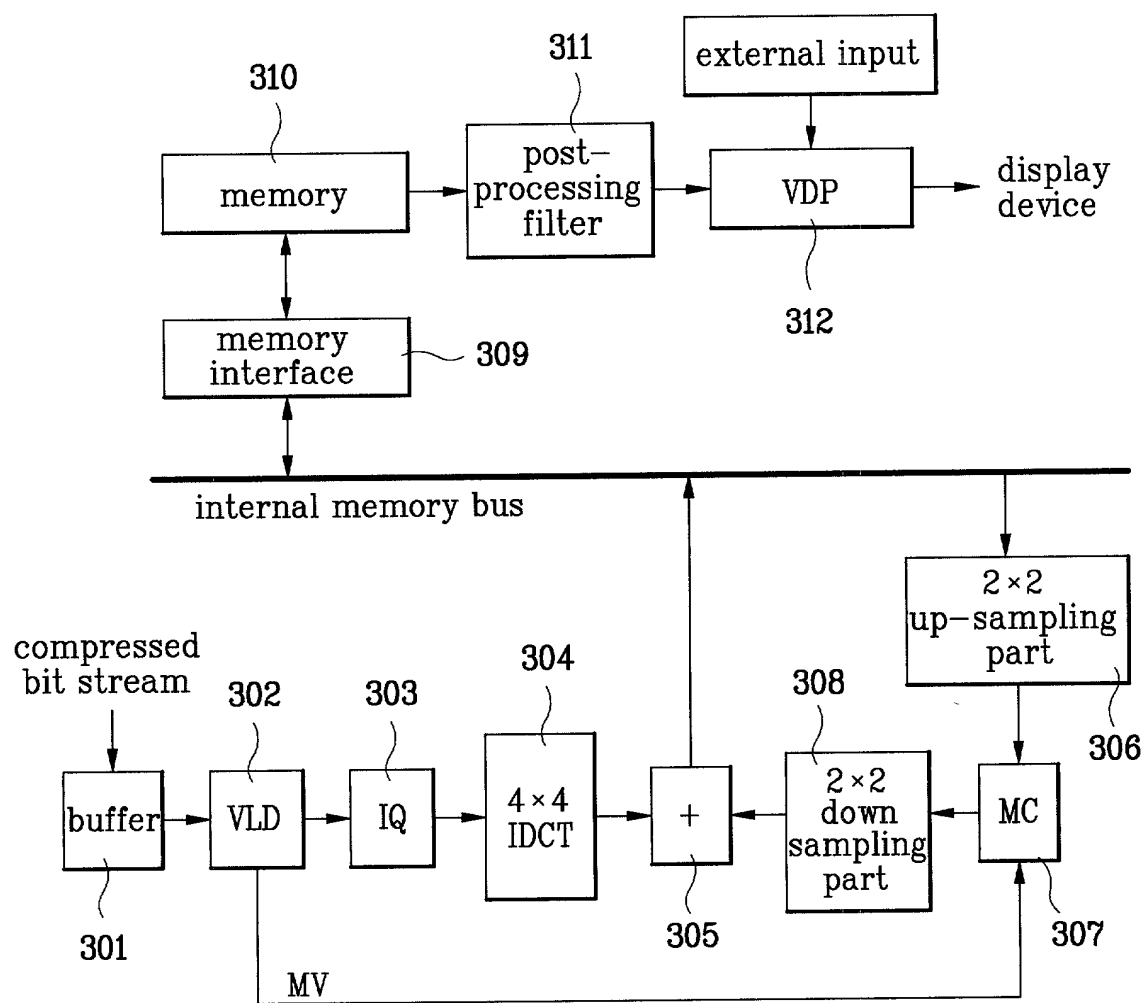 external input
311
310
post-
processing
filter
memory
VDP
display
device
312
memory
interface
309
internal memory bus
2×2
up-sampling
part
306
compressed
bit stream
302
303
304
308
buffer
VLD
IQ
4×4
IDCT
+
2×2
down
sampling
part
MC
301
305
307
MV